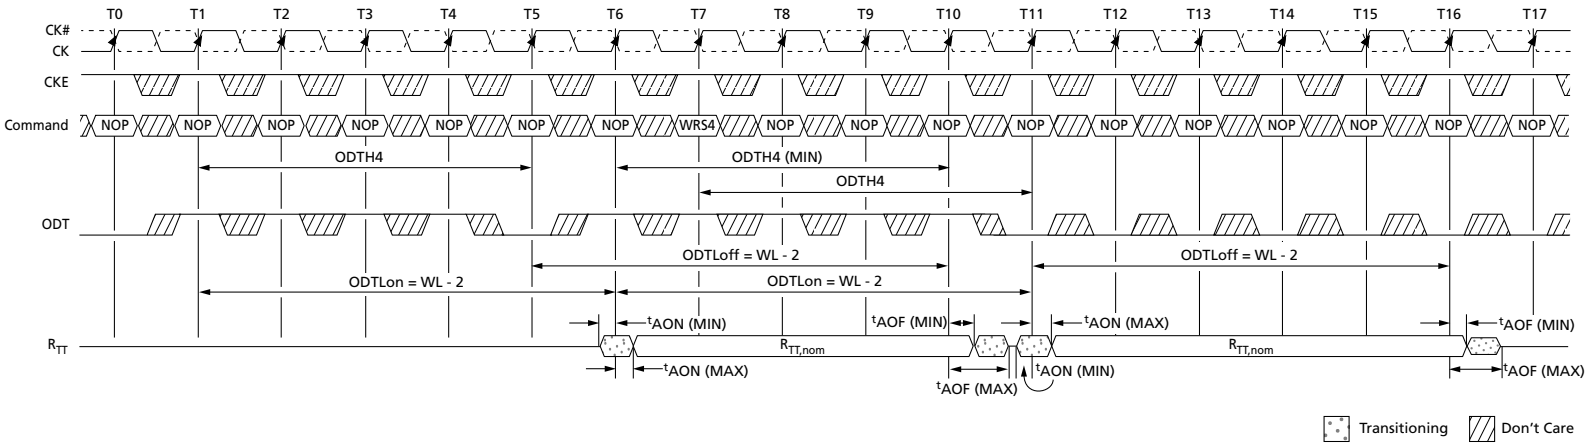 T0 T1 T2 T3 T4 T5 T6 T7 T8 T9 T10 T11 T12 T13 T14 T15 T16 T17
CK#
CK
CKE
Command NOP NOP NOP NOP NOP NOP NOP WRS4 NOP NOP NOP NOP NOP NOP NOP NOP NOP NOP
ODTH4 ODTH4 (MIN)
ODTH4
ODT
ODTLoff = WL - 2 ODTLoff = WL - 2
ODTLon = WL - 2 ODTLon = WL - 2
tAON (MIN) tAOF (MIN) tAON (MAX) tAOF (MIN)
RTT RTT,nom RTT,nom
tAON (MAX) tAON (MIN) tAOF (MAX)
tAOF (MAX)
Transitioning Don't Care